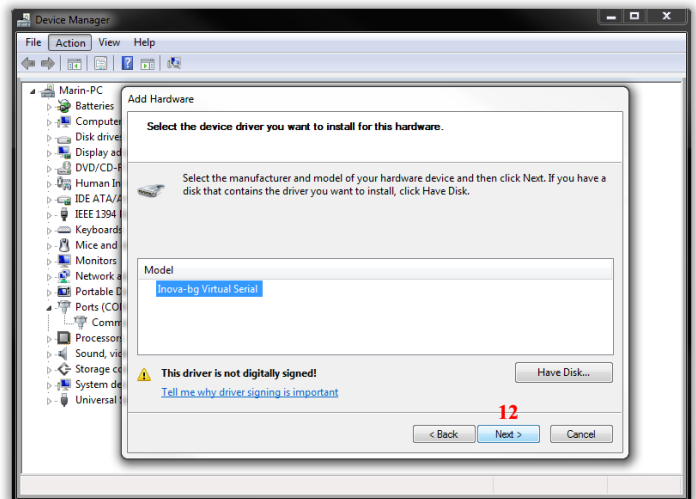 Device Manager
File Action View Help
Marin-PC
Batteries
Computer
Disk drive
Display ad
DVD/CD-R
Human In
IDE ATA/A
IEEE 1394
Keyboards
Mice and
Monitors
Network a
Portable D
Ports (CO
Comm
Processors
Sound, vid
Storage co
System de
Universal
Add Hardware
Select the device driver you want to install for this hardware.
Select the manufacturer and model of your hardware device and then click Next. If you have a
disk that contains the driver you want to install, click Have Disk.
Model
Inova-bg Virtual Serial
This driver is not digitally signed!
Have Disk...
Tell me why driver signing is important
12
< Back Next > Cancel